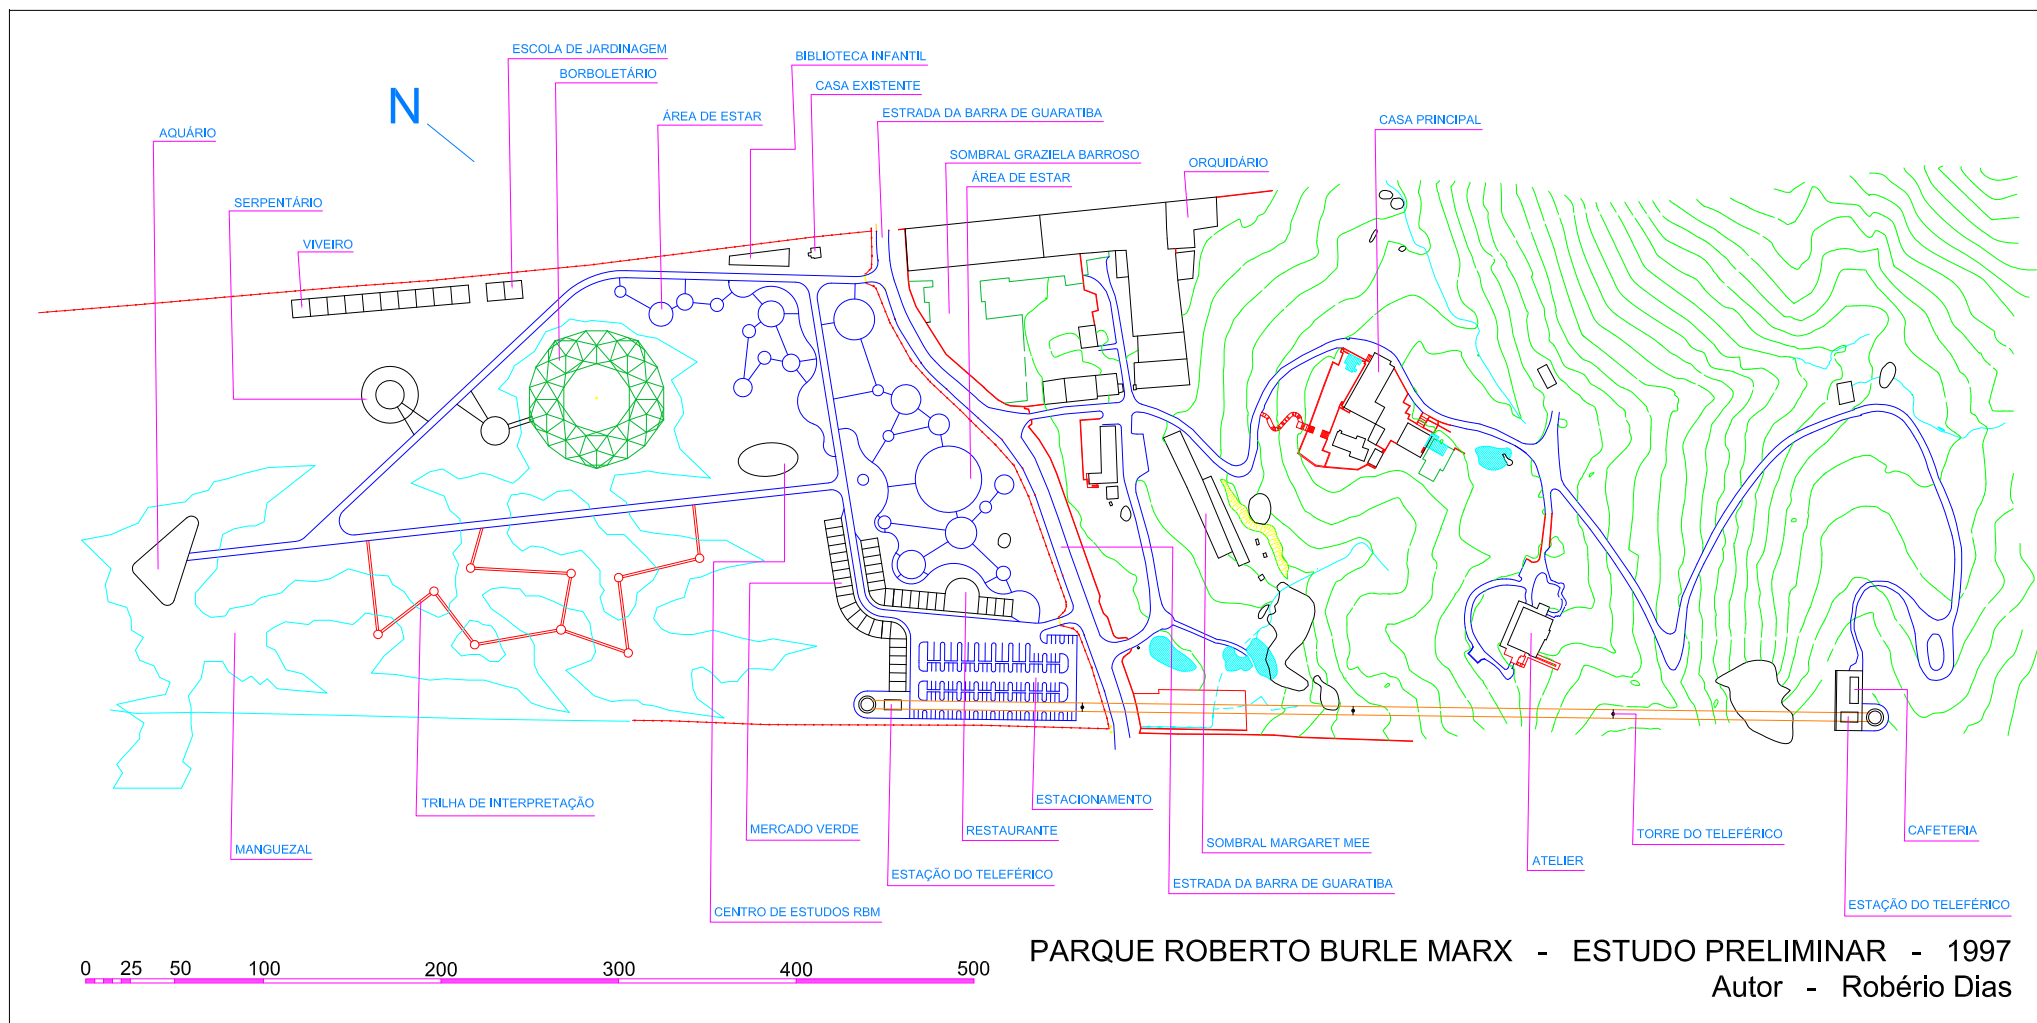 ESCOLA DE JARDINAGEM
BIBLIOTECA INFANTIL
BORBOLETÁRIO
CASA EXISTENTE
N
ÁREA DE ESTAR
ESTRADA DA BARRA DE GUARATIBA
CASA PRINCIPAL
AQUÁRIO
SOMBRAL GRAZIELA BARROSO
ORQUIDÁRIO
ÁREA DE ESTAR
SERPENTÁRIO
VIVEIRO
TRILHA DE INTERPRETAÇÃO
ESTACIONAMENTO
MERCADO VERDE
RESTAURANTE
TORRE DO TELEFÉRICO
CAFETERIA
MANGUEZAL
SOMBRAL MARGARET MEE
ATELIER
ESTAÇÃO DO TELEFÉRICO
ESTRADA DA BARRA DE GUARATIBA
CENTRO DE ESTUDOS RBM
ESTAÇÃO DO TELEFÉRICO
PARQUE ROBERTO BURLE MARX - ESTUDO PRELIMINAR - 1997
0 25 50 100 200 300 400 500
Autor - Robério Dias